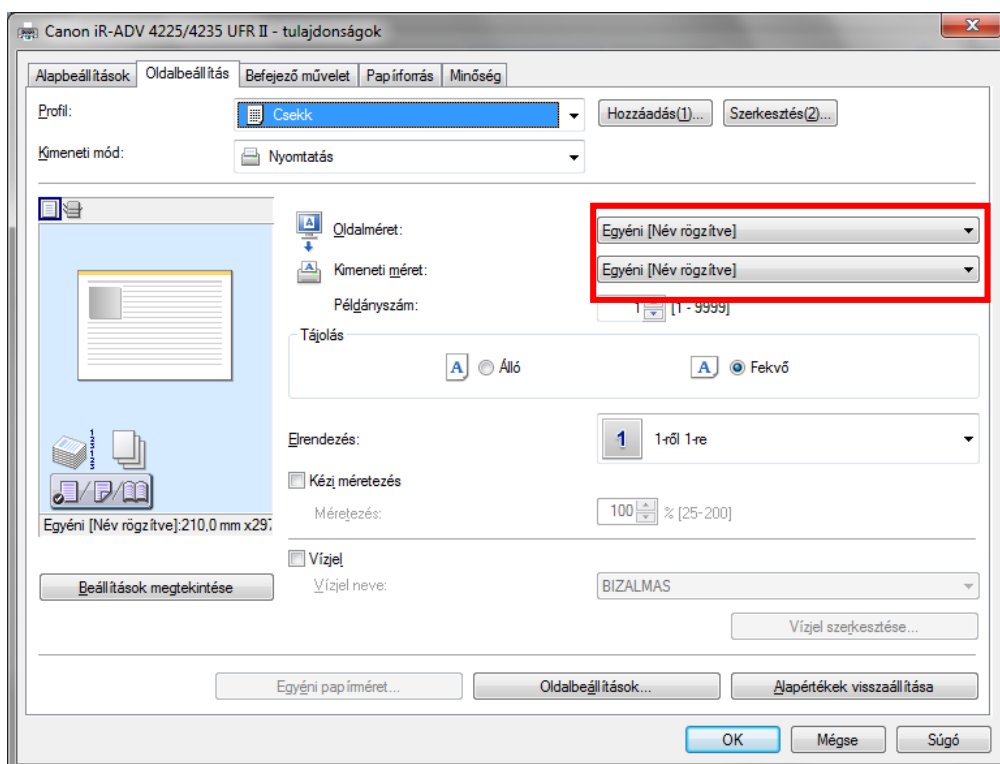 Canon iR-ADV 4225/4235 UFR II - tulajdonságok
Alapbeállítások Oldalbeállítás Befejező művelet Papírforrás Minőség
Profil: Csekk Hozzáadás(1)... Szerkesztés(2)...
Kimeneti mód: Nyomtatás
Oldalméret: Egyéni [Név rögzítve]
Kimeneti méret: Egyéni [Név rögzítve]
Példányszám: 1 [1 - 9999]
Tájolás
A Álló A Fekvő
Elrendezés: 1 1-ről 1-re
Kézi méretezés
Méretezés: 100 % [25-200]
Egyéni [Név rögzítve]:210,0 mm x297
Vízjel
Beállítások megtekintése Vízjel neve: BIZALMAS
Vízjel szerkesztése...
Egyéni papírméret... Oldalbeállítások... Alapértékek visszaállítása
OK Mégse Súgó